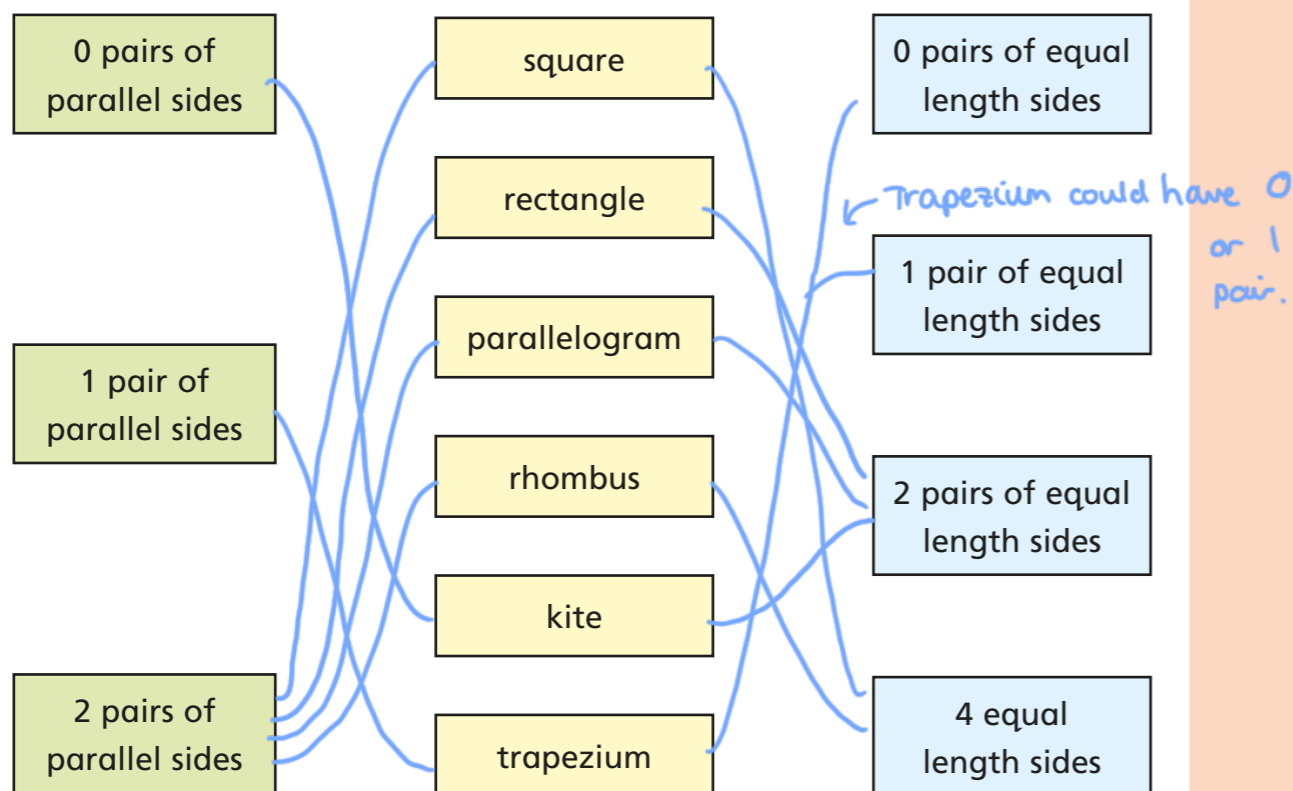 0 pairs of
parallel sides
1 pair of
parallel sides
2 pairs of
parallel sides
square
rectangle
parallelogram
rhombus
kite
trapezium
0 pairs of equal
length sides
Trapezium could have 0
or 1
pair.
1 pair of equal
length sides
2 pairs of equal
length sides
4 equal
length sides